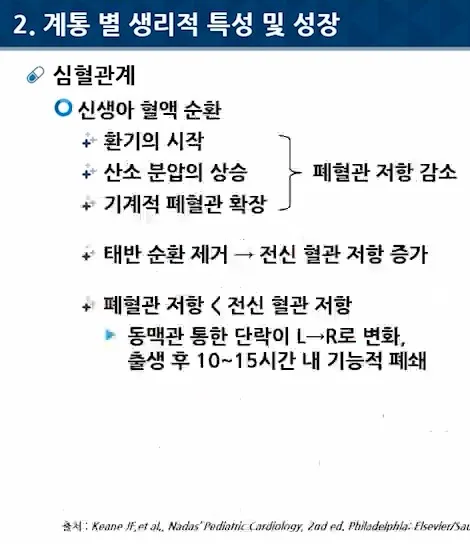 2. 계통 별 생리적 특성 및 성장
심혈관계
신생아 혈액 순환
환기의 시작
산소 분압의 상승
기계적 폐혈관 확장
폐혈관 저항 감소
태반 순환 제거 → 전신 혈관 저항 증가
폐혈관 저항 < 전신 혈관 저항
동맥관 통한 단락이 L→R로 변화,
출생 후 10~15시간 내 기능적 폐쇄
출처 : Keane JF,et al,. Nadas' Pediatric Cardiology, 2nd ed. Philadelphia: Elsevier/Sau